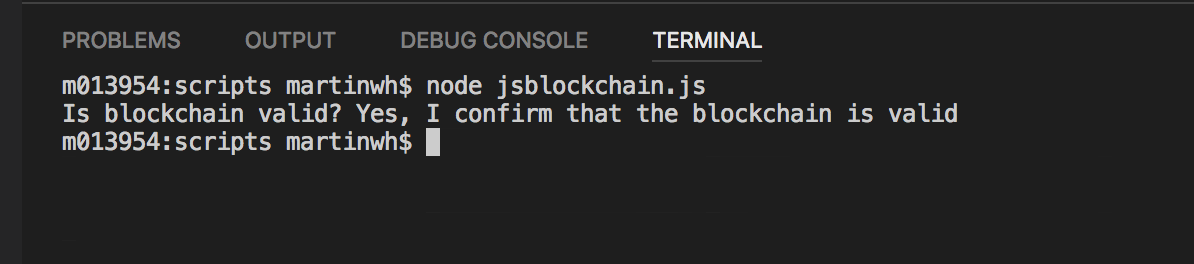 PROBLEMS OUTPUT DEBUG CONSOLE TERMINAL
m013954:scripts martinwh$ node jsblockchain.js
Is blockchain valid? Yes, I confirm that the blockchain is valid
m013954:scripts martinwh$